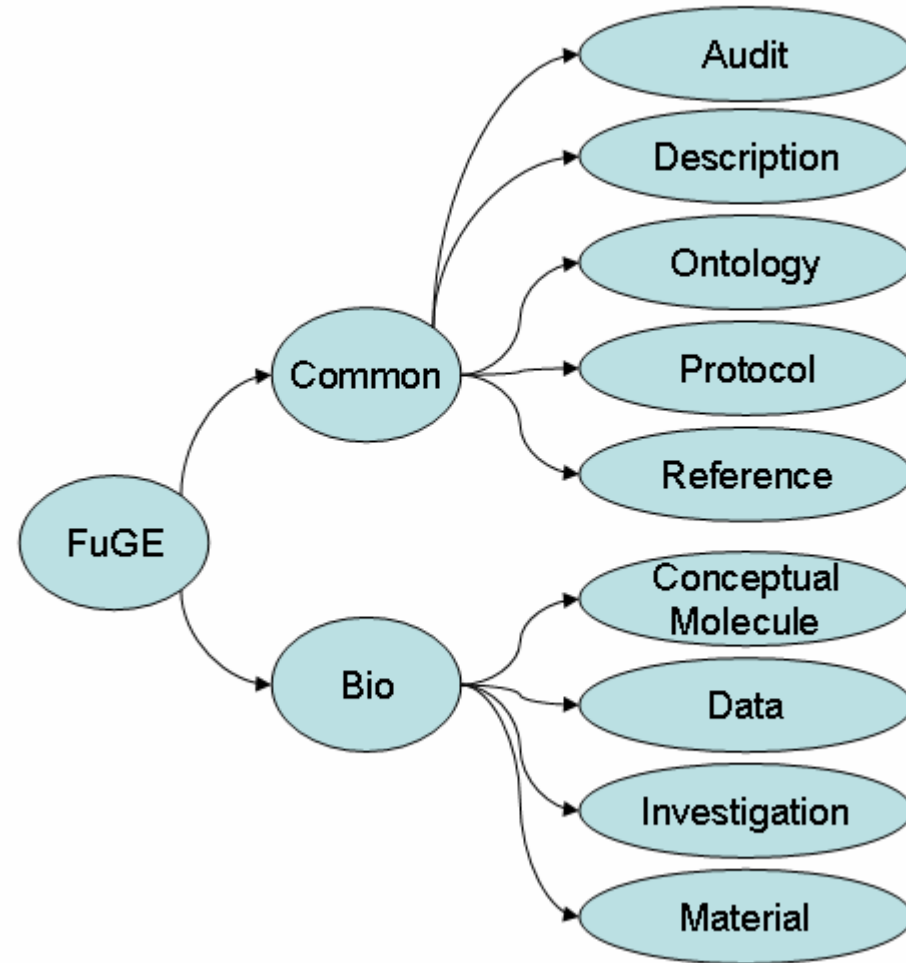 Audit
Description
Ontology
Common
Protocol
Reference
FuGE
Conceptual
Molecule
Bio
Data
Investigation
Material